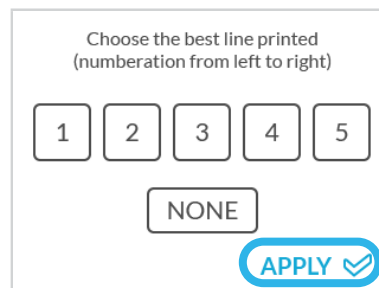 Choose the best line printed
(numberation from left to right)
1 2 3 4 5
NONE
APPLY